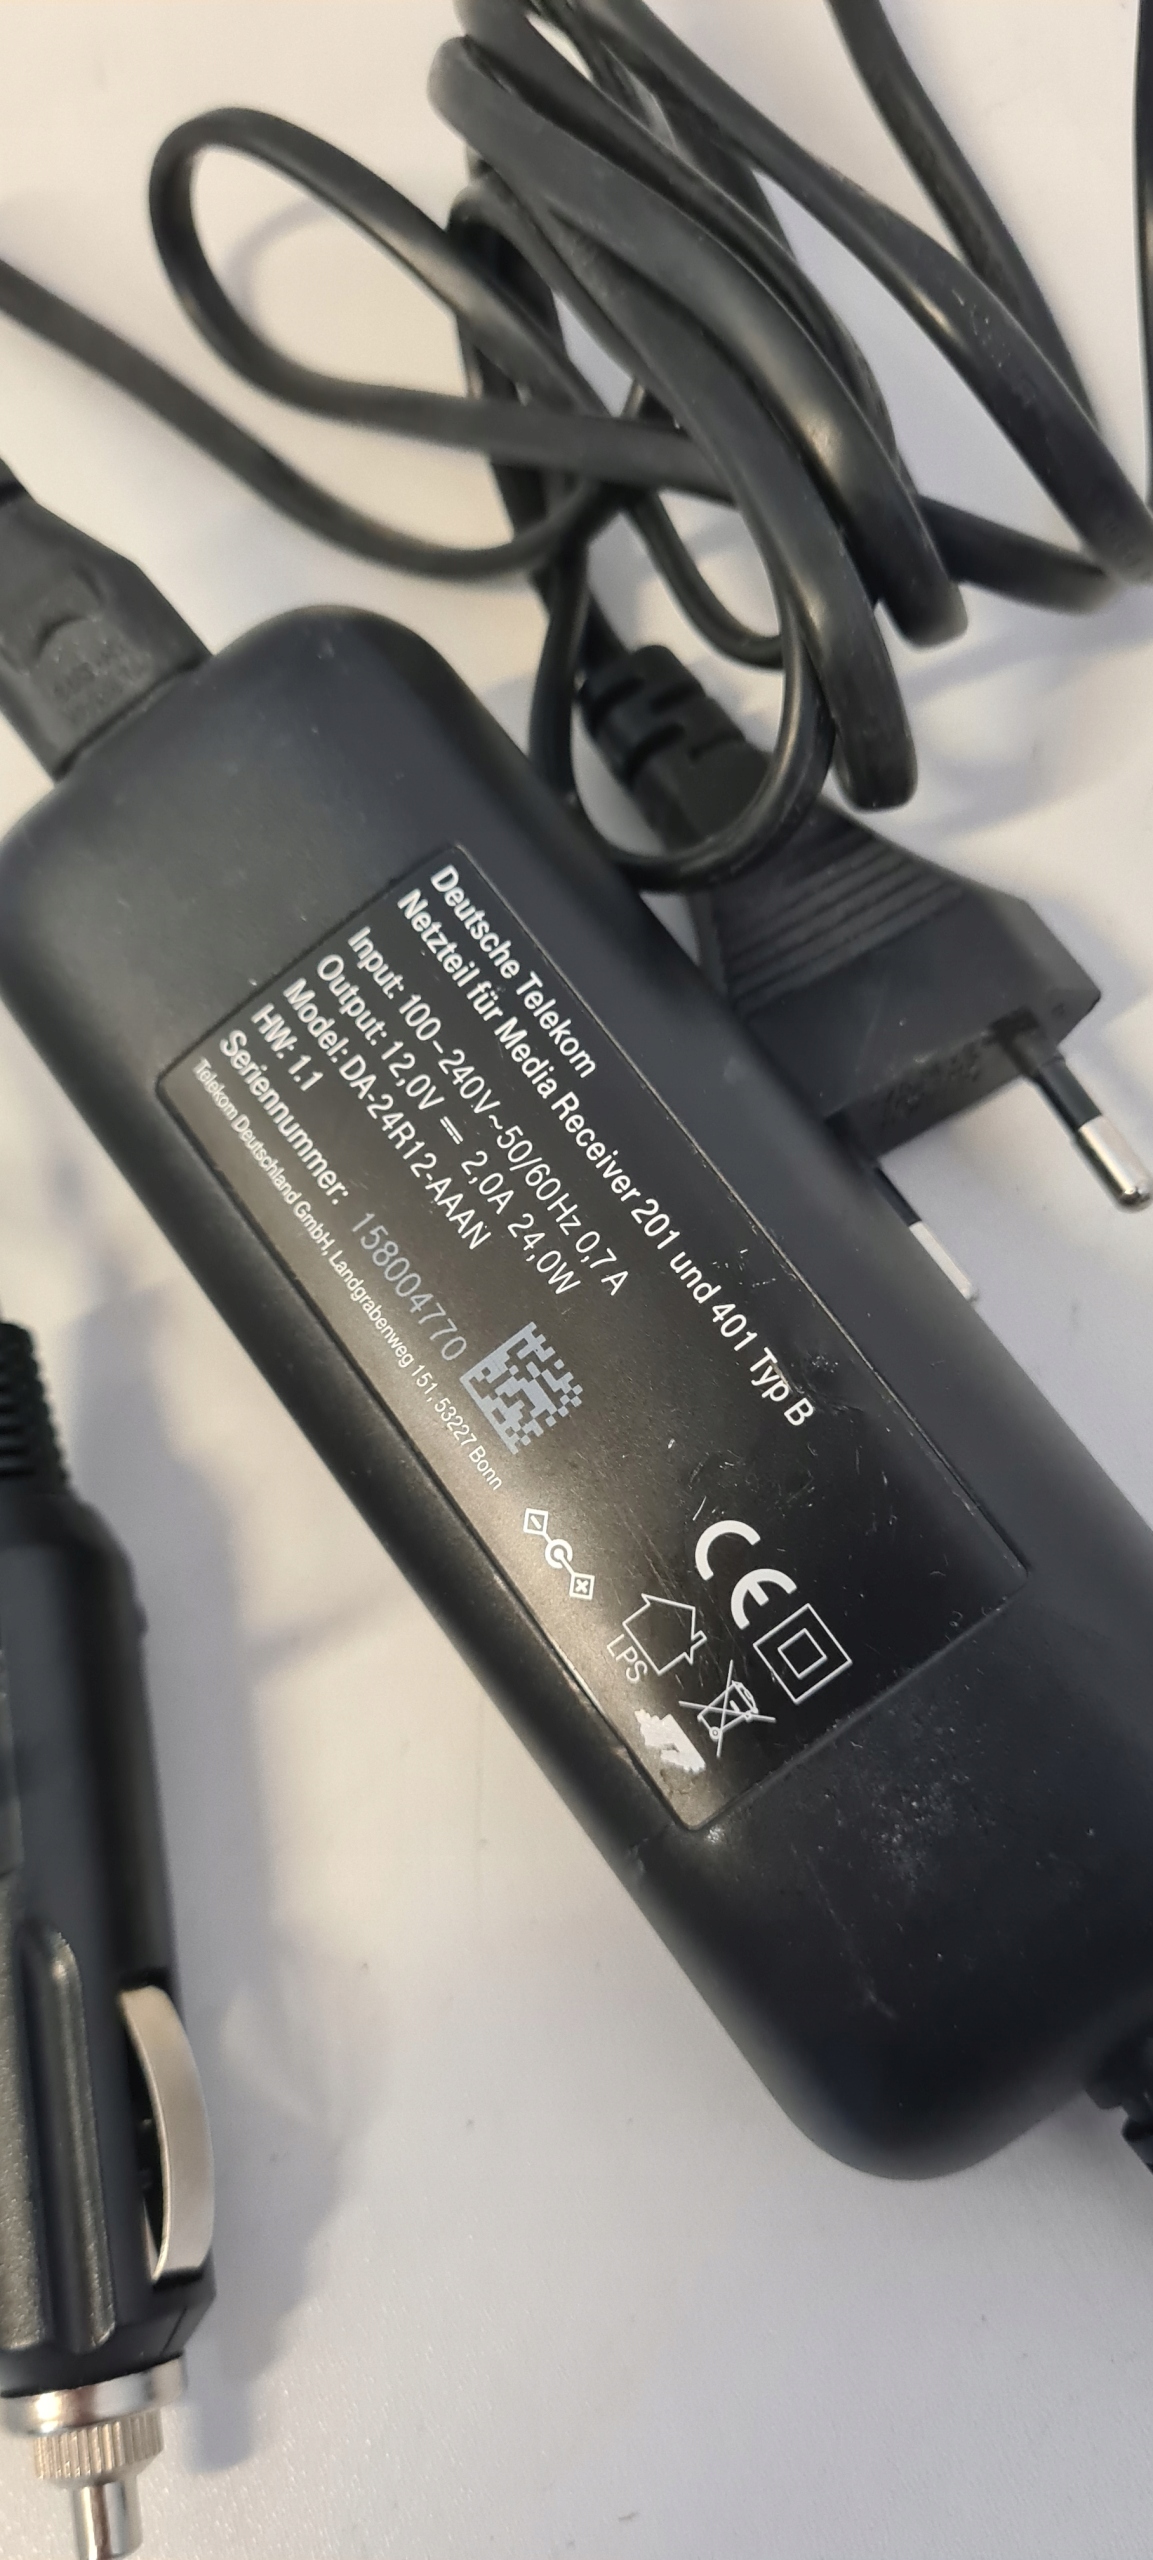 Deutsche Telekom
Netzteil für Media Receiver 201 und 401 Typ B
Input: 100-240V~50/60Hz 0,7A
Output: 12,0V ⎓ 2,0A 24,0W
Model: DA-24R12-AAAN
HW: 1.1
Seriennummer: 158004770
Telekom Deutschland GmbH, Landgrabenweg 151, 53227 Bonn
CE
LPS